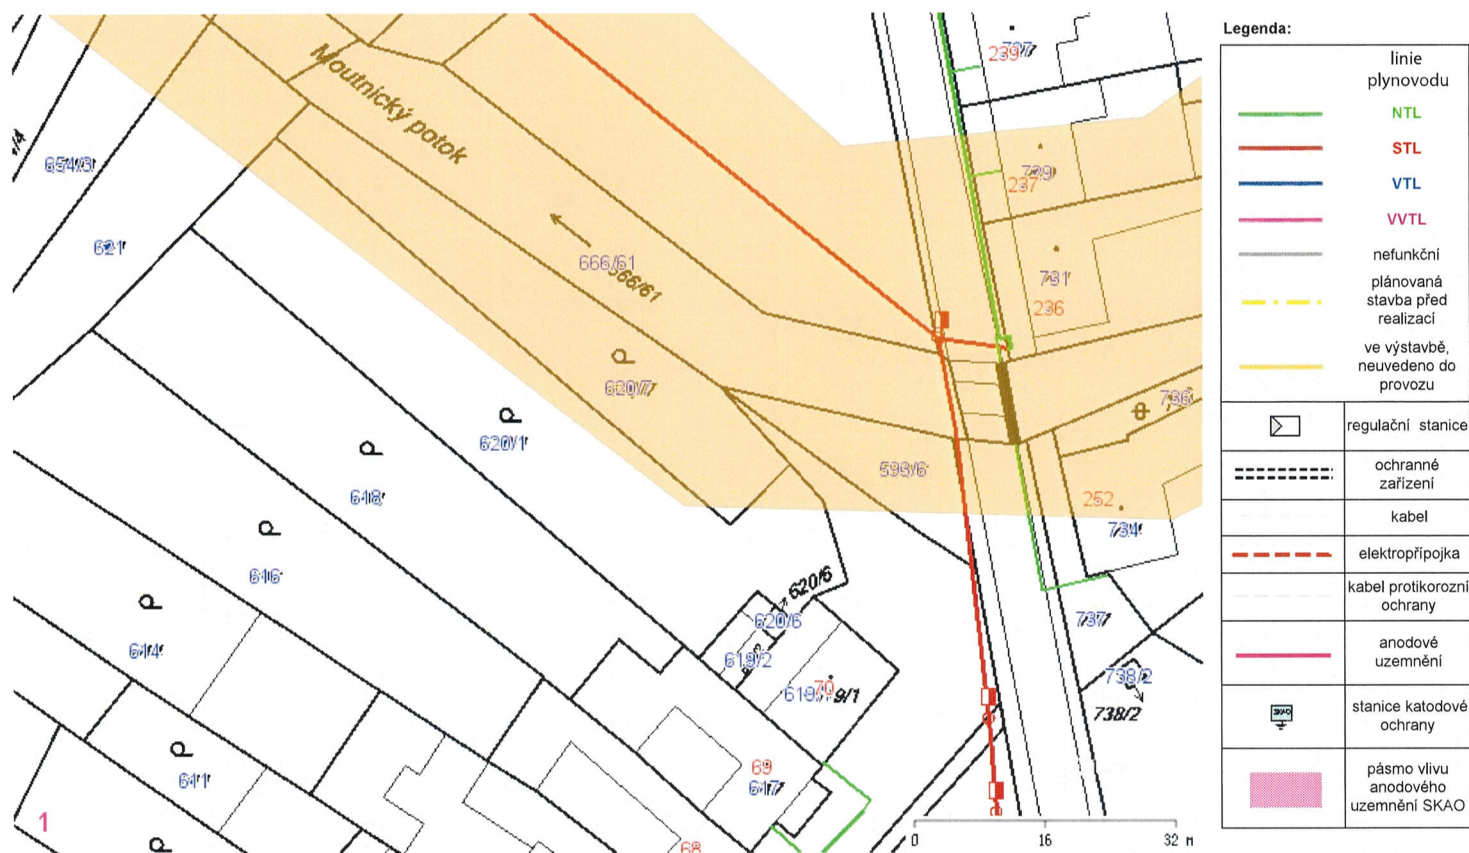 Moutnický potok
239
737
654/3
729
237
621
666/61
666/61
731
236
620/7
736
620/1
598/6
618
252
734
616
620/6
620/6
614
619/2
737
70
619/1
738/2
738/2
69
617
611
1
68
0 16 32 M
Legenda:
linie
plynovodu
NTL
STL
VTL
VVTL
nefunkční
plánovaná
stavba před
realizací
ve výstavbě,
neuvedeno do
provozu
regulační stanice
ochranné
zařízení
kabel
elektropřípojka
kabel protikorozní
ochrany
anodové
uzemnění
SKAO
stanice katodové
ochrany
pásmo vlivu
anodového
uzemnění SKAO